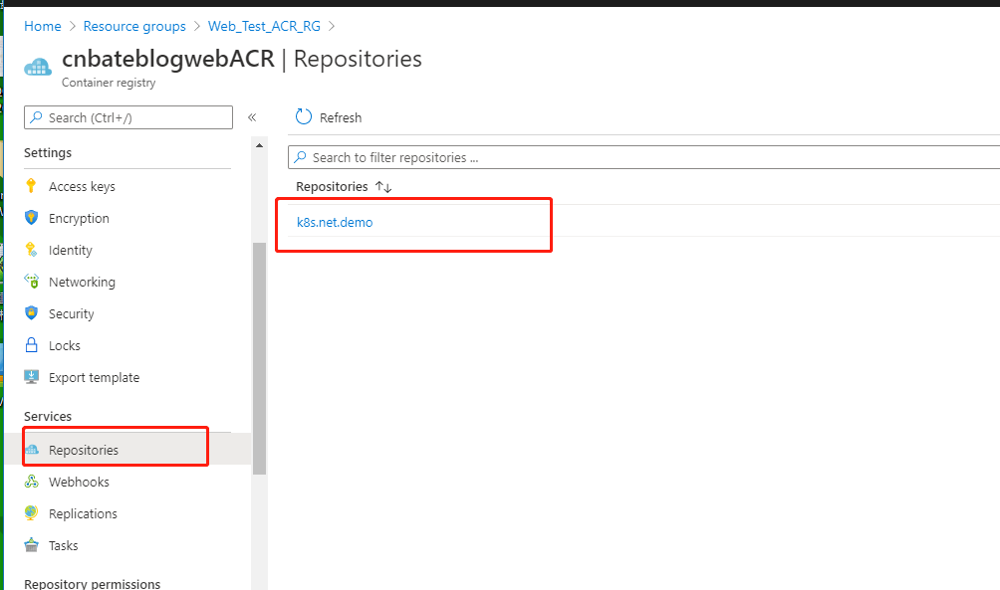 Home > Resource groups > Web_Test_ACR_RG >
cnbateblogwebACR | Repositories
Container registry
Search (Ctrl+/)
«
Refresh
Settings
Search to filter repositories ...
Access keys
Repositories ↑↓
Encryption
k8s.net.demo
Identity
Networking
Security
Locks
Export template
Services
Repositories
Webhooks
Replications
Tasks
Repository permissions